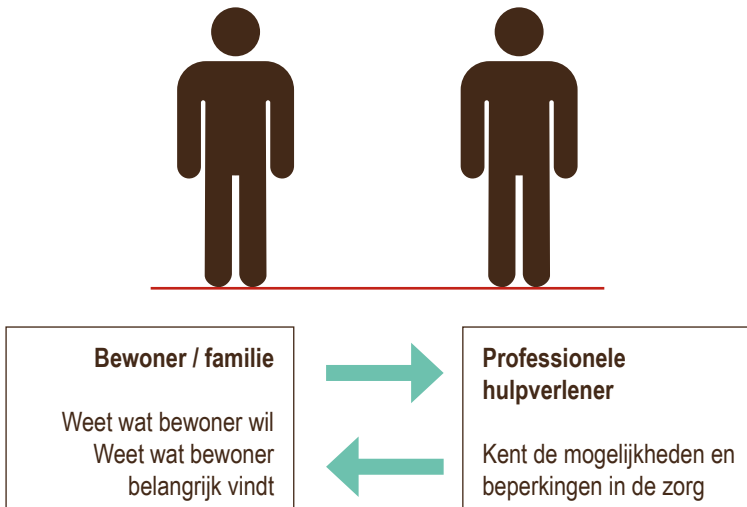 Bewoner / familie
Weet wat bewoner wil
Weet wat bewoner
belangrijk vindt
Professionele
hulpverlener
Kent de mogelijkheden en
beperkingen in de zorg